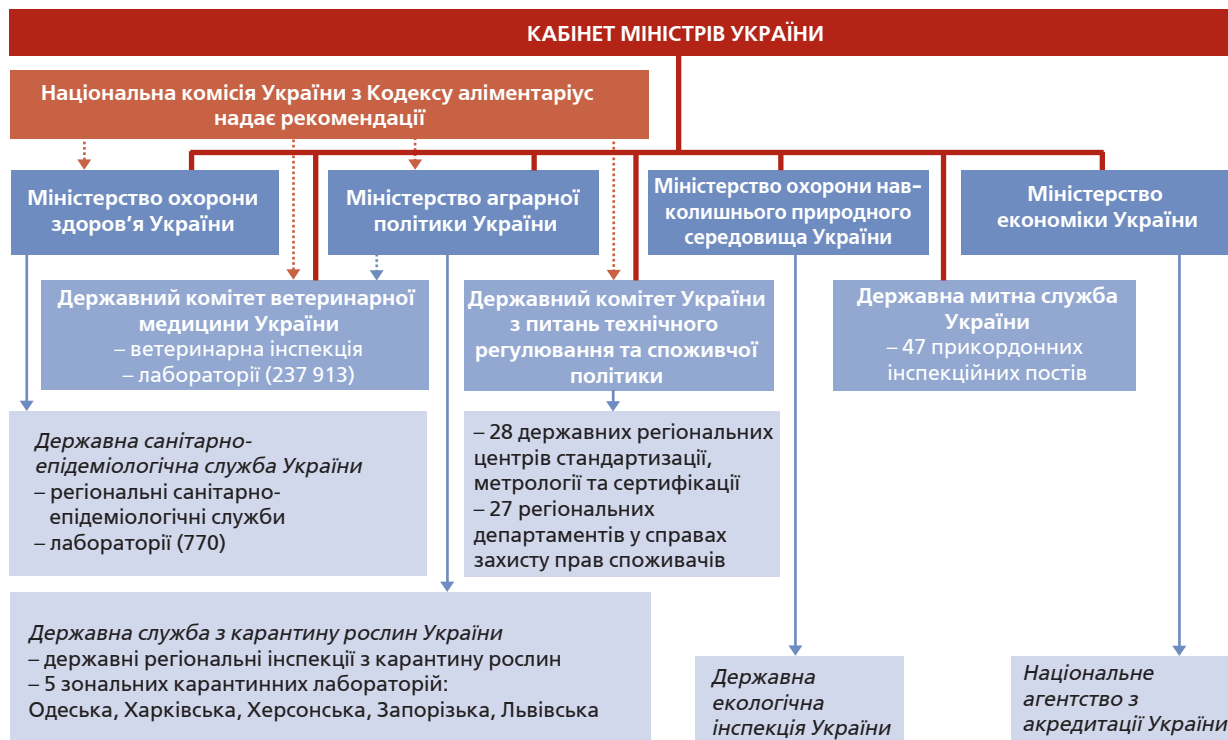 КАБІНЕТ МІНІСТРІВ УКРАЇНИ
Національна комісія України з Кодексу аліментаріус
надає рекомендації
Міністерство охорони
здоров’я України
Міністерство аграрної
політики України
Міністерство охорони нав–
колишнього природного
середовища України
Міністерство
економіки України
Державний комітет ветеринарної
медицини України
– ветеринарна інспекція
– лабораторії (237 913)
Державний комітет України
з питань технічного
регулювання та споживчої
політики
Державна митна служба
України
– 47 прикордонних
інспекційних постів
Державна санітарно-
епідеміологічна служба України
– регіональні санітарно-
епідеміологічні служби
– лабораторії (770)
– 28 державних регіональних
центрів стандартизації,
метрології та сертифікації
– 27 регіональних
департаментів у справах
захисту прав споживачів
Державна служба з карантину рослин України
– державні регіональні інспекції з карантину рослин
– 5 зональних карантинних лабораторій:
Одеська, Харківська, Херсонська, Запорізька, Львівська
Державна
екологічна
інспекція України
Національне
агентство з
акредитації України